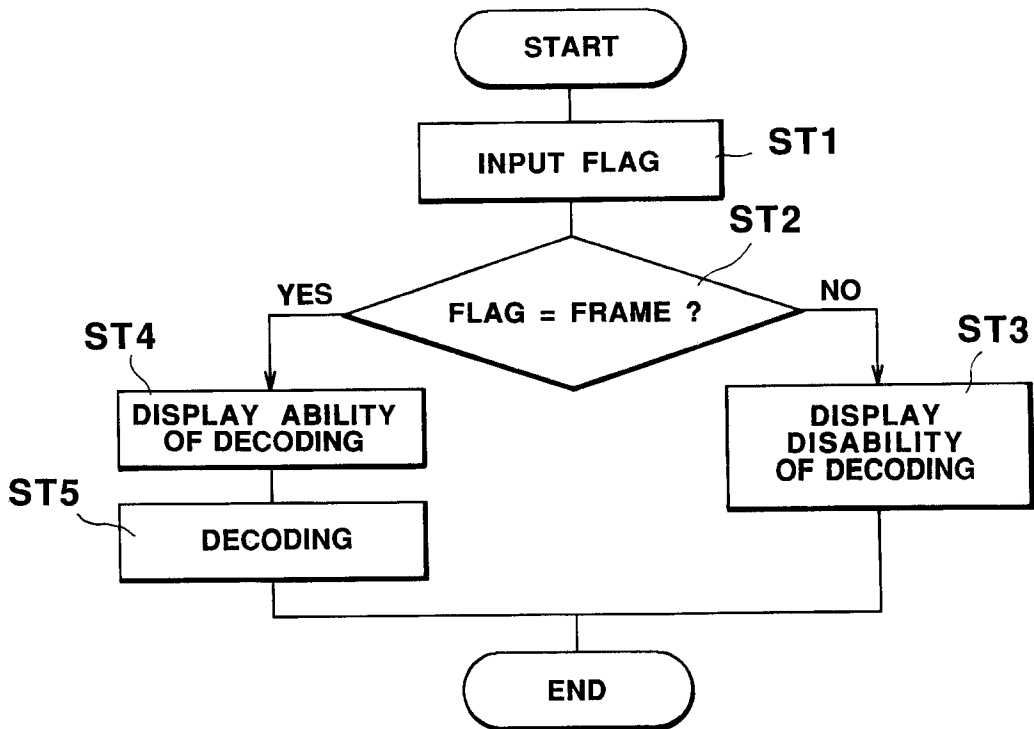 START
INPUT FLAG
ST1
ST2
FLAG = FRAME ?
YES
NO
ST4
ST3
DISPLAY ABILITY
OF DECODING
DISPLAY
DISABILITY
OF DECODING
ST5
DECODING
END